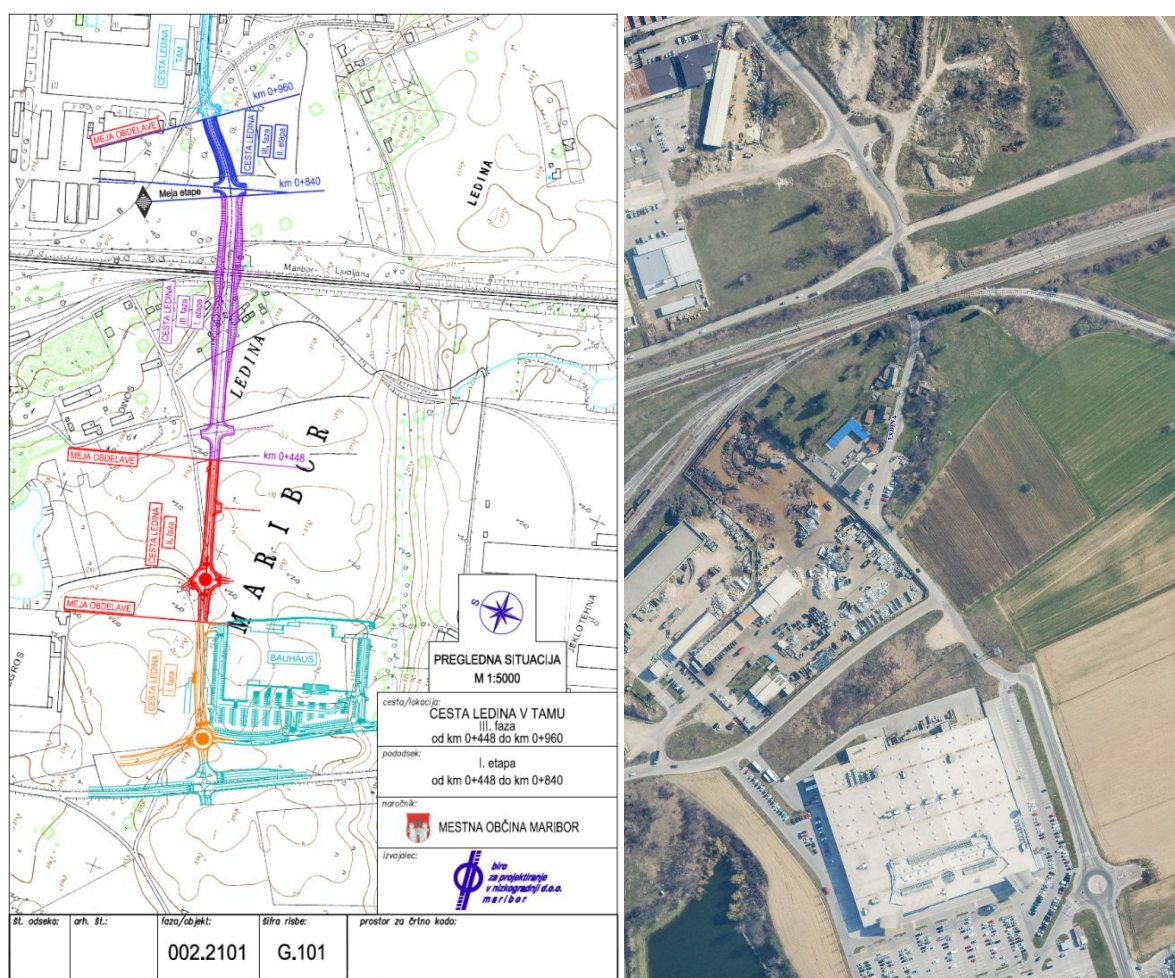 CESTA LEDINA
TAM
km 0+960
MEJA OBDELAVE
CESTA LEDINA
III. faza
II. etapa
km 0+840
Meja etape
LEDINA
Maribor - Ljubljana
CESTA LEDINA
III. faza
I. etapa
LEDINA
DINOS
MEJA OBDELAVE
km 0+448
MARIBOR
CESTA LEDINA
II. faza
MEJA OBDELAVE
CESTA LEDINA
I. faza
BAUHAUS
S
JEKLOTEHNA
PREGLEDNA SITUACIJA
M 1:5000
cesta/lokacija:
CESTA LEDINA V TAMU
III. faza
od km 0+448 do km 0+960
pododsek:
I. etapa
od km 0+448 do km 0+840
naročnik:
MESTNA OBČINA MARIBOR
izvajalec:
biro
za projektiranje
v nizkogradnji d.o.o.
maribor
št. odseka:
arh. št.:
faza/objekt:
šifra risbe:
prostor za črtno kodo:
002.2101
G.101
LEDINA